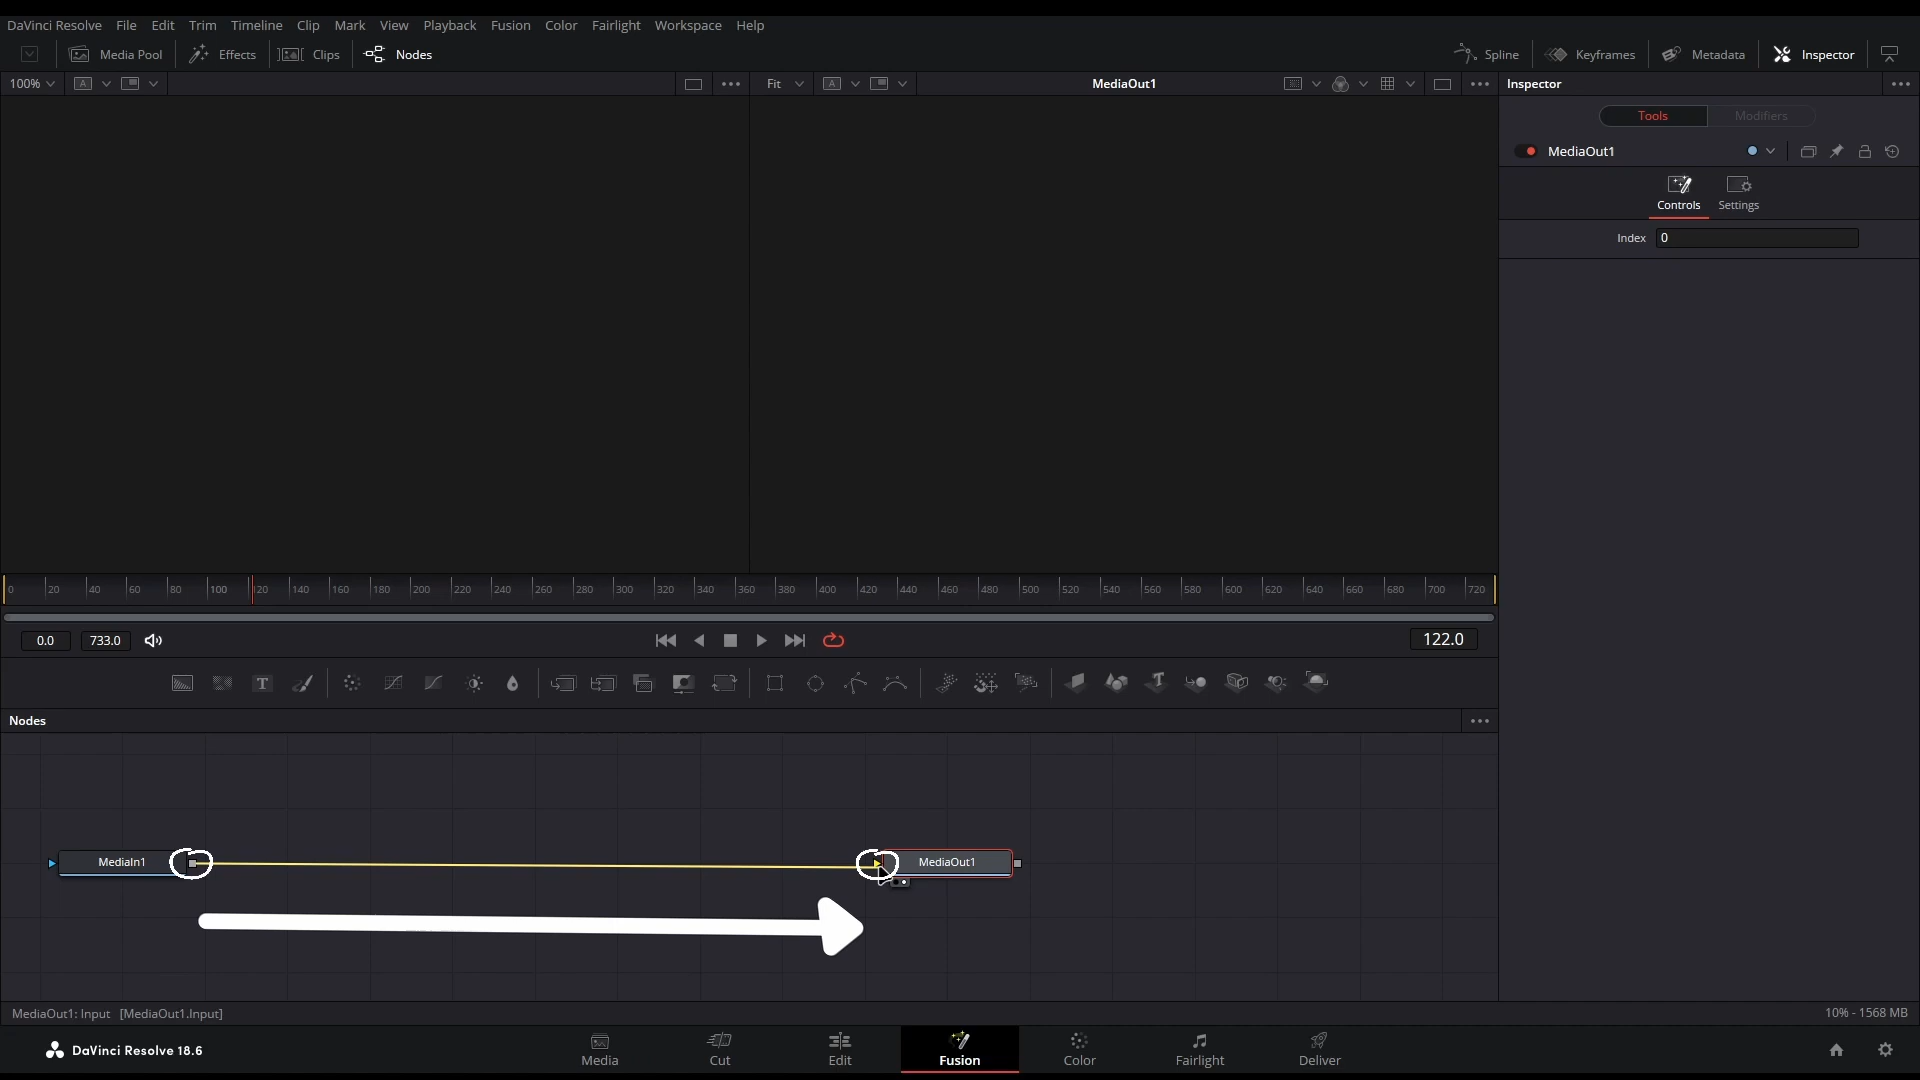 DaVinci Resolve File Edit Trim Timeline Clip Mark View Playback Fusion Color Fairlight Workspace Help
Media Pool Effects Clips Nodes Spline Keyframes Metadata Inspector
100% A Fit A MediaOut1 Inspector
Tools Modifiers
MediaOut1
Controls Settings
Index 0
0 20 40 60 80 100 120 140 160 180 200 220 240 260 280 300 320 340 360 380 400 420 440 460 480 500 520 540 560 580 600 620 640 660 680 700 720
0.0 733.0 122.0
T T
Nodes
MediaIn1 MediaOut1
MediaOut1: Input [MediaOut1.Input] 10% - 1568 MB
DaVinci Resolve 18.6 Media Cut Edit Fusion Color Fairlight Deliver